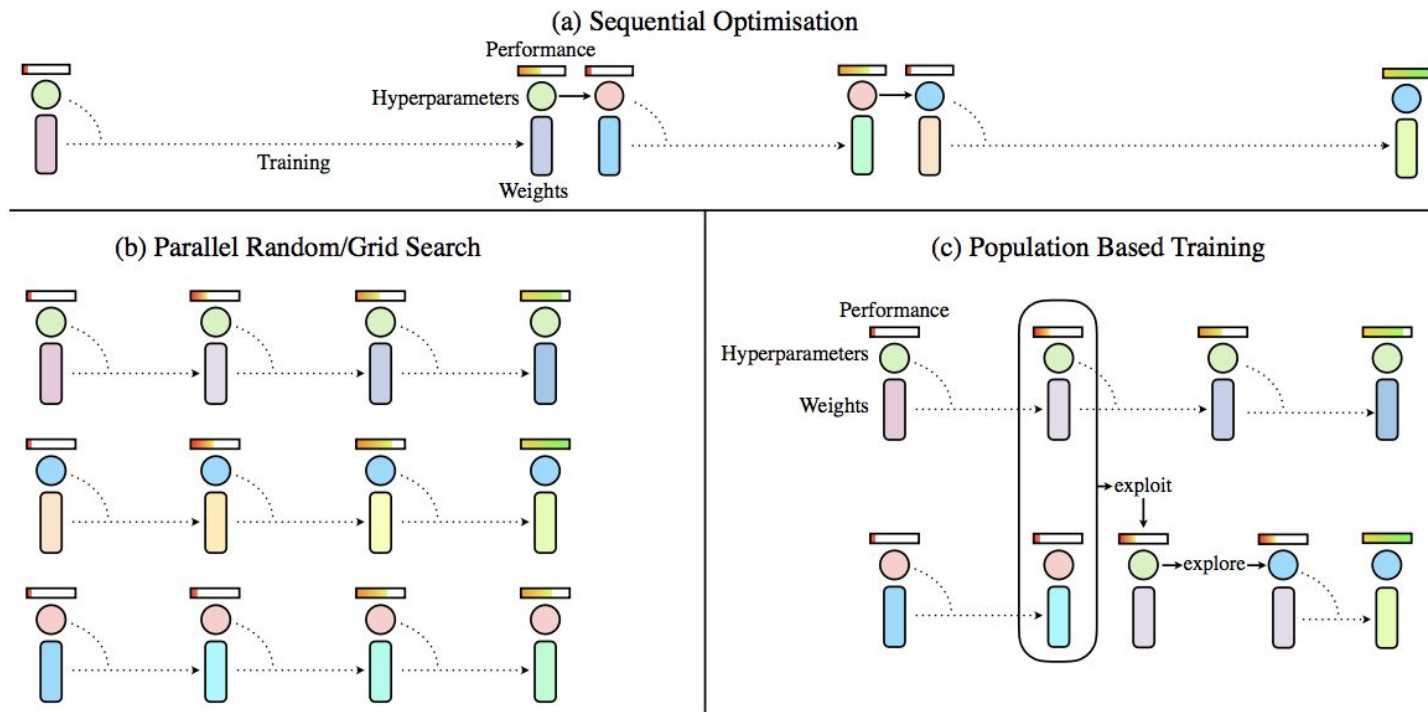 (a) Sequential Optimisation
Performance
Hyperparameters
Training
Weights
(b) Parallel Random/Grid Search
(c) Population Based Training
Performance
Hyperparameters
Weights
exploit
explore